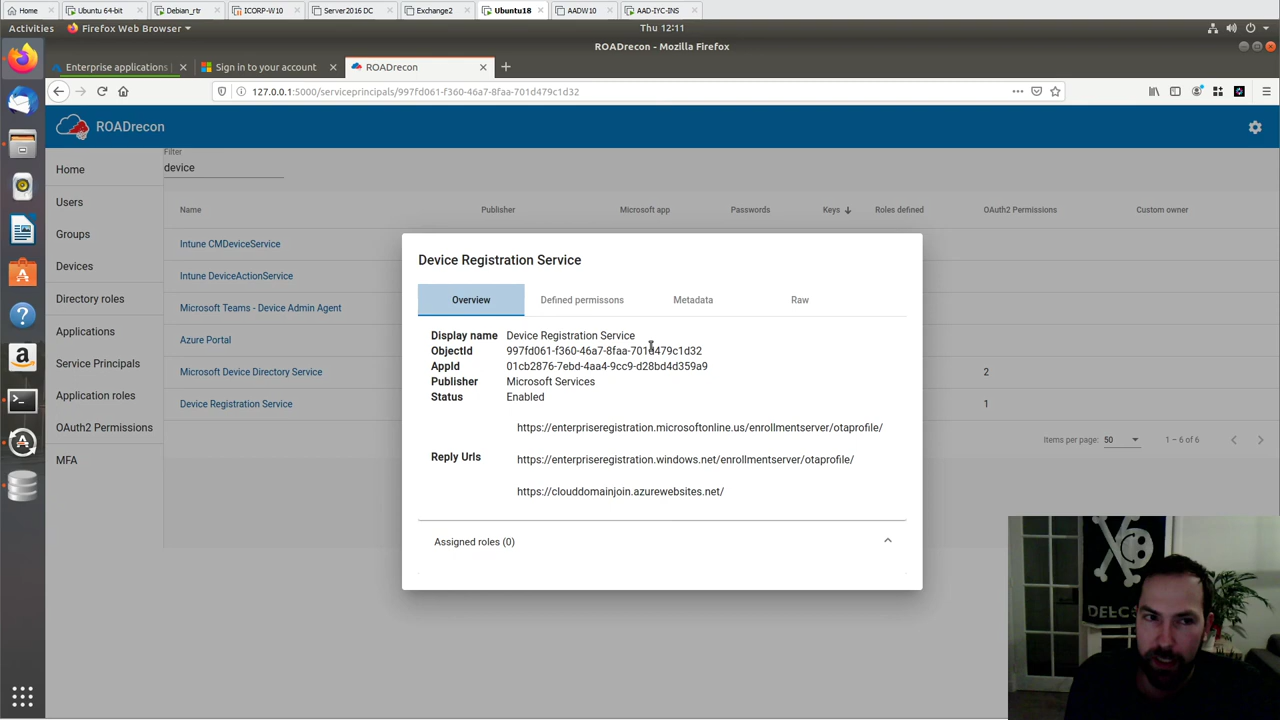 Home
Ubuntu 64-bit
Debian_rtr
ICORP-W10
Server2016 DC
Exchange2
Ubuntu18
AADW10
AAD-IYC-INS
Activities
Firefox Web Browser
Thu 12:11
ROADrecon - Mozilla Firefox
Enterprise applications
Sign in to your account
ROADrecon
127.0.0.1:5000/serviceprincipals/997fd061-f360-46a7-8faa-701d479c1d32
ROADrecon
Home
Users
Groups
Devices
Directory roles
Applications
Service Principals
Application roles
OAuth2 Permissions
MFA
Filter
device
Name Publisher Microsoft app Passwords Keys Roles defined OAuth2 Permissions Custom owner
Intune CMDeviceService
Intune DeviceActionService
Microsoft Teams - Device Admin Agent
Azure Portal
Microsoft Device Directory Service 2
Device Registration Service 1
Items per page: 50 1 – 6 of 6
Device Registration Service
Overview Defined permissons Metadata Raw
Display name Device Registration Service
ObjectId 997fd061-f360-46a7-8faa-701d479c1d32
AppId 01cb2876-7ebd-4aa4-9cc9-d28bd4d359a9
Publisher Microsoft Services
Status Enabled
https://enterpriseregistration.microsoftonline.us/enrollmentserver/otaprofile/
Reply Urls https://enterpriseregistration.windows.net/enrollmentserver/otaprofile/
https://clouddomainjoin.azurewebsites.net/
Assigned roles (0)